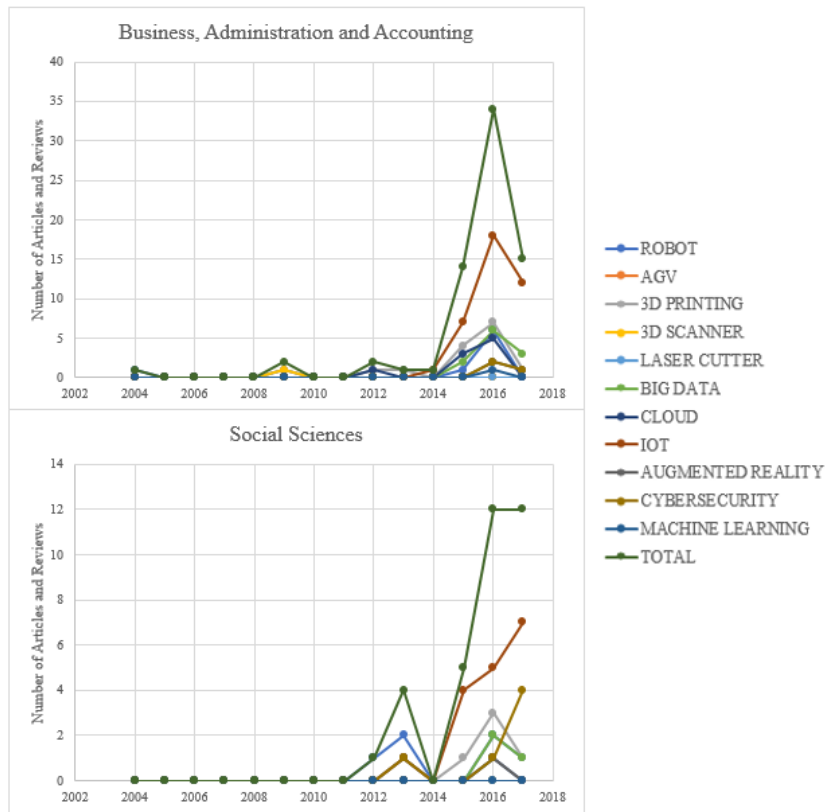 Business, Administration and Accounting
Number of Articles and Reviews
40
35
30
25
20
15
10
5
0
2002 2004 2006 2008 2010 2012 2014 2016 2018
Social Sciences
Number of Articles and Reviews
14
12
10
8
6
4
2
0
2002 2004 2006 2008 2010 2012 2014 2016 2018
ROBOT
AGV
3D PRINTING
3D SCANNER
LASER CUTTER
BIG DATA
CLOUD
IOT
AUGMENTED REALITY
CYBERSECURITY
MACHINE LEARNING
TOTAL